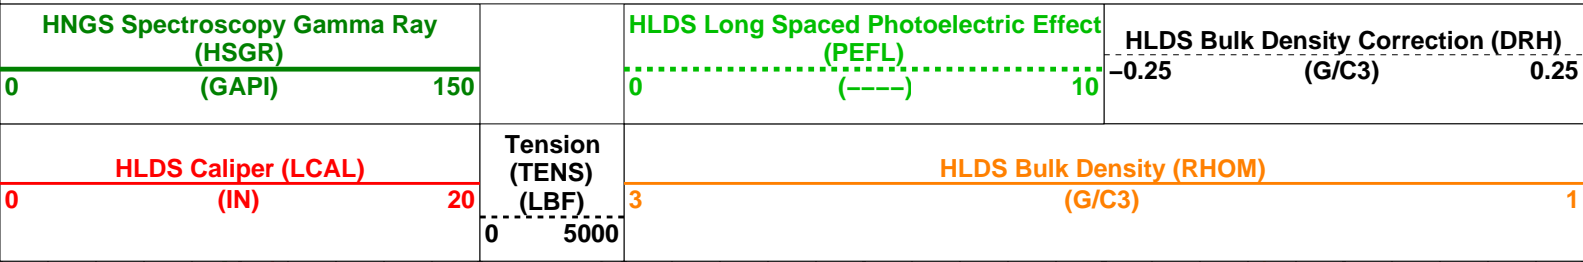 HNGS Spectroscopy Gamma Ray
(HSGR)
0 (GAPI) 150
HLDS Long Spaced Photoelectric Effect
(PEFL)
0 (−−−−) 10
HLDS Bulk Density Correction (DRH)
−0.25 (G/C3) 0.25
HLDS Caliper (LCAL)
0 (IN) 20
Tension
(TENS)
(LBF)
0 5000
HLDS Bulk Density (RHOM)
3 (G/C3) 1